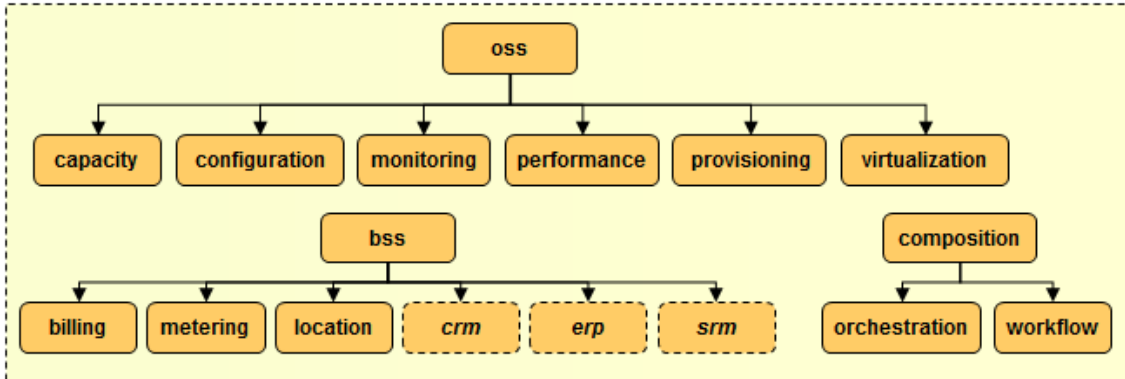 oss
capacity
configuration
monitoring
performance
provisioning
virtualization
bss
composition
billing
metering
location
crm
erp
srm
orchestration
workflow